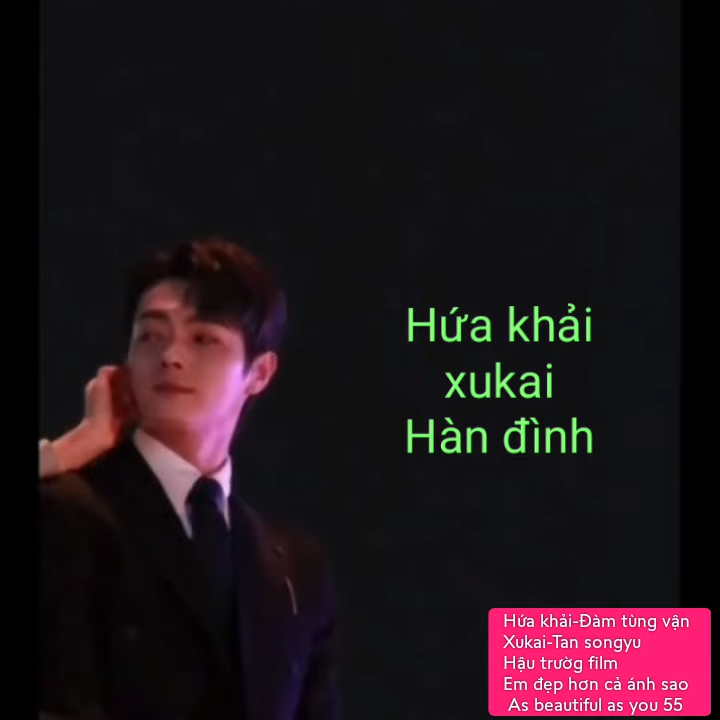 Hứa khải
xukai
Hàn đình
Hứa khải-Đàm tùng vận
Xukai-Tan songyu
Hậu trườg film
Em đẹp hơn cả ánh sao
As beautiful as you 55